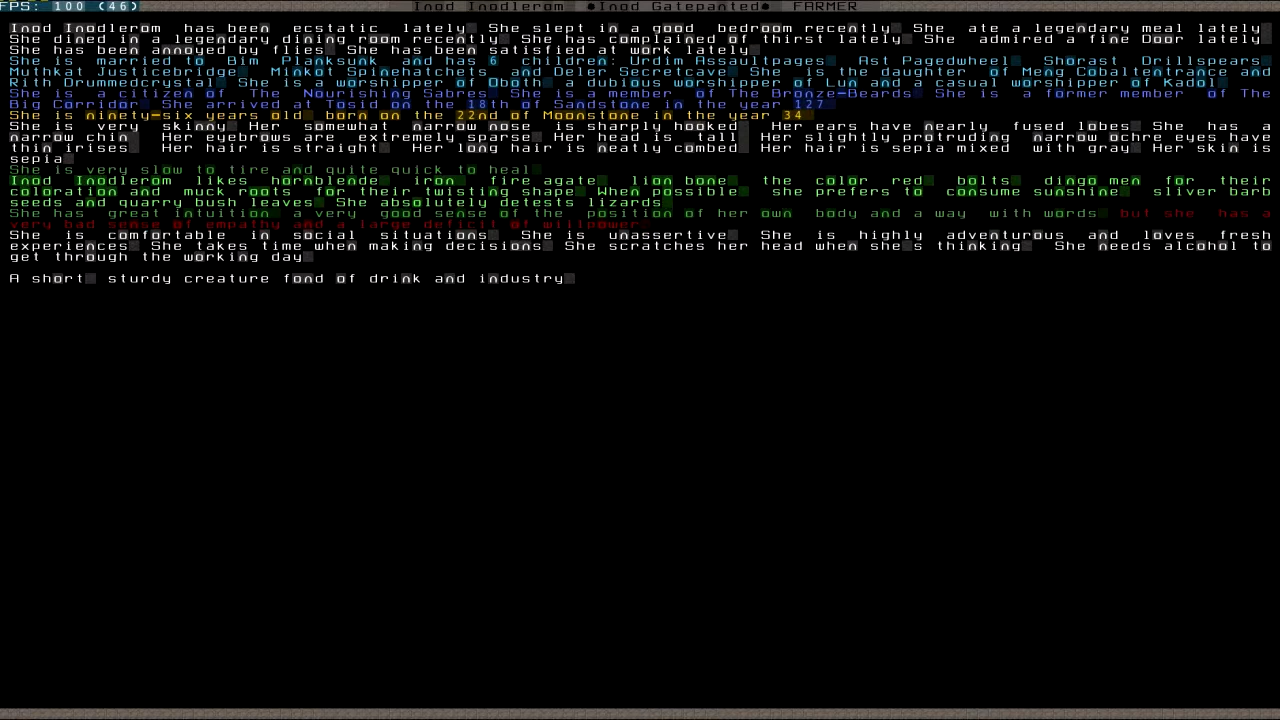 FPS: 100 (46) Inod Inodlerom ●Inod Gatepanted● FARMER
Inod Inodlerom has been ecstatic lately She slept in a good bedroom recently She ate a legendary meal lately
She dined in a legendary dining room recently She has complained of thirst lately She admired a fine Door lately
She has been annoyed by flies She has been satisfied at work lately
She is married to Bim Planksunk and has 6 children: Urdim Assaultpages Ast Pagedwheel Shorast Drillspears
Muthkat Justicebridge Minkot Spinehatchets and Deler Secretcave She is the daughter of Meng Cobaltentrance and
Rith Drummedcrystal She is a worshipper of Oboth a dubious worshipper of Lun and a casual worshipper of Kadol
She is a citizen of The Nourishing Sabres She is a member of The Bronze-Beards She is a former member of The
Big Corridor She arrived at Tosid on the 18th of Sandstone in the year 127
She is ninety-six years old born on the 22nd of Moonstone in the year 34
She is very skinny Her somewhat narrow nose is sharply hooked Her ears have nearly fused lobes She has a
narrow chin Her eyebrows are extremely sparse Her head is tall Her slightly protruding narrow ochre eyes have
thin irises Her hair is straight Her long hair is neatly combed Her hair is sepia mixed with gray Her skin is
sepia
She is very slow to tire and quite quick to heal
Inod Inodlerom likes hornblende iron fire agate lion bone the color red bolts dingo men for their
coloration and muck roots for their twisting shape When possible she prefers to consume sunshine sliver barb
seeds and quarry bush leaves She absolutely detests lizards
She has great intuition a very good sense of the position of her own body and a way with words but she has a
very bad sense of empathy and a large deficit of willpower
She is comfortable in social situations She is unassertive She is highly adventurous and loves fresh
experiences She takes time when making decisions She scratches her head when she s thinking She needs alcohol to
get through the working day
A short sturdy creature fond of drink and industry